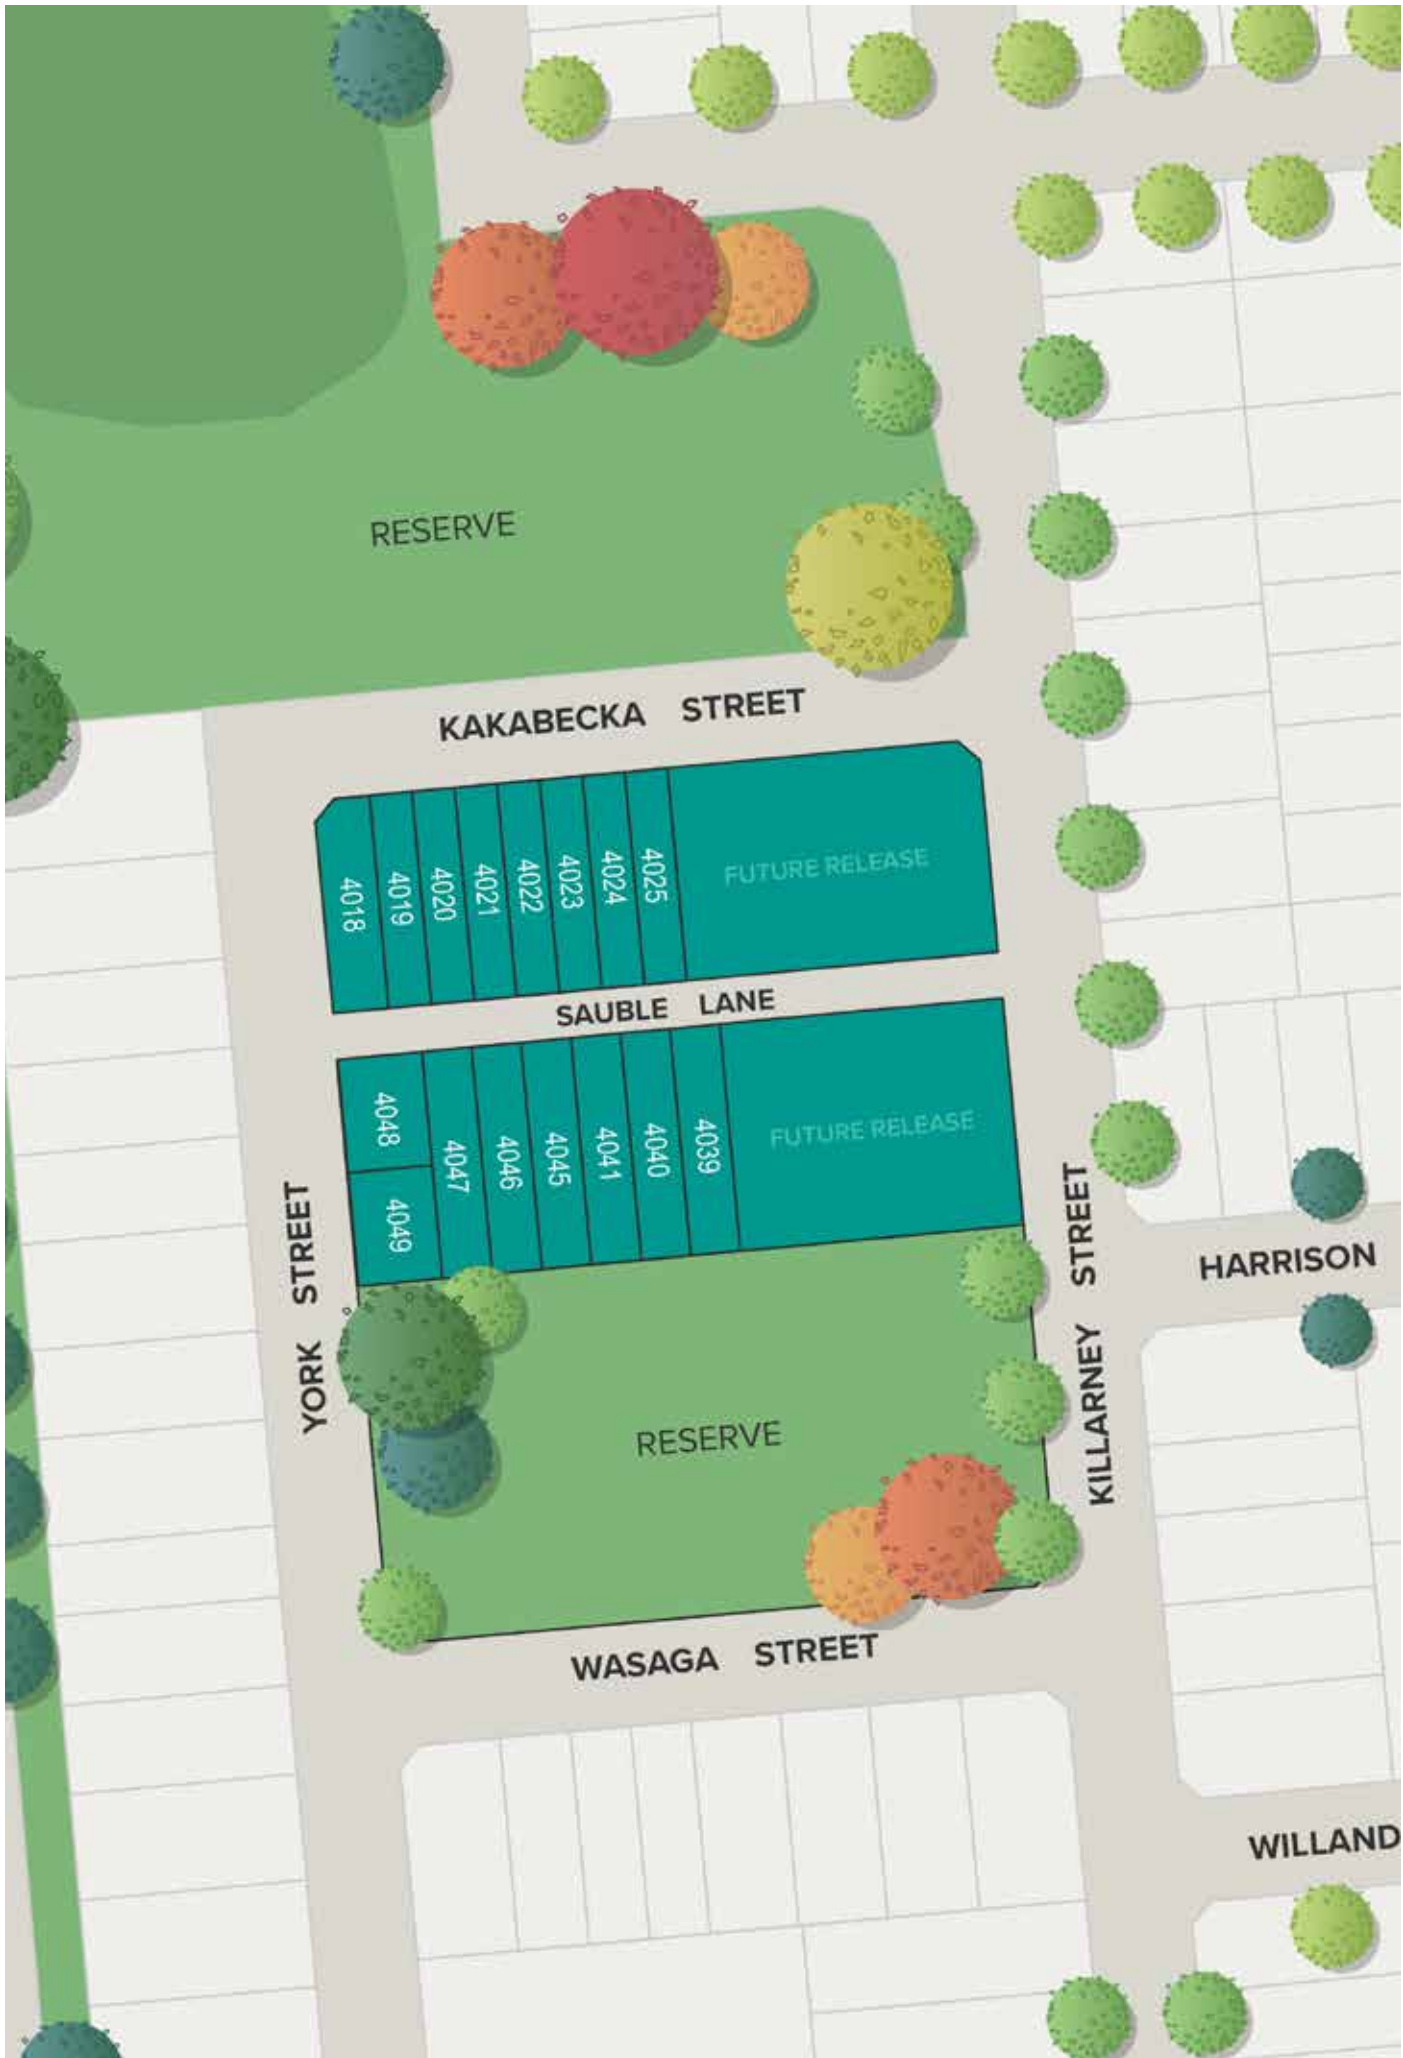 RESERVE
KAKABECKA STREET
4018
4019
4020
4021
4022
4023
4024
4025
FUTURE RELEASE
SAUBLE LANE
4048
4049
4047
4046
4045
4041
4040
4039
FUTURE RELEASE
YORK STREET
KILLARNEY STREET
HARRISON
RESERVE
WASAGA STREET
WILLAND